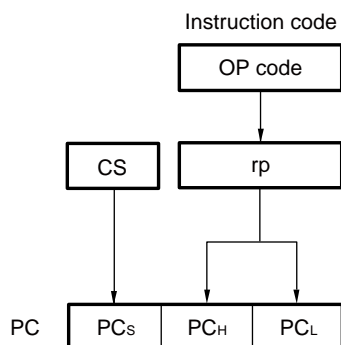 Instruction code
OP code
CS
rp
PC
PCS
PCH
PCL